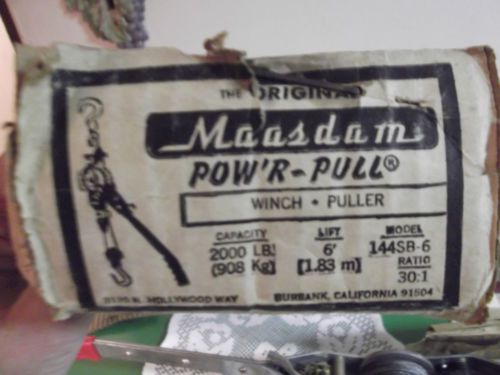 THE ORIGINAL
Maasdam
POW'R-PULL®
WINCH • PULLER
CAPACITY LIFT MODEL
2000 LB. 6' 144SB-6
(908 Kg) [1.83 m] RATIO
30:1
N. HOLLYWOOD WAY BURBANK, CALIFORNIA 91504